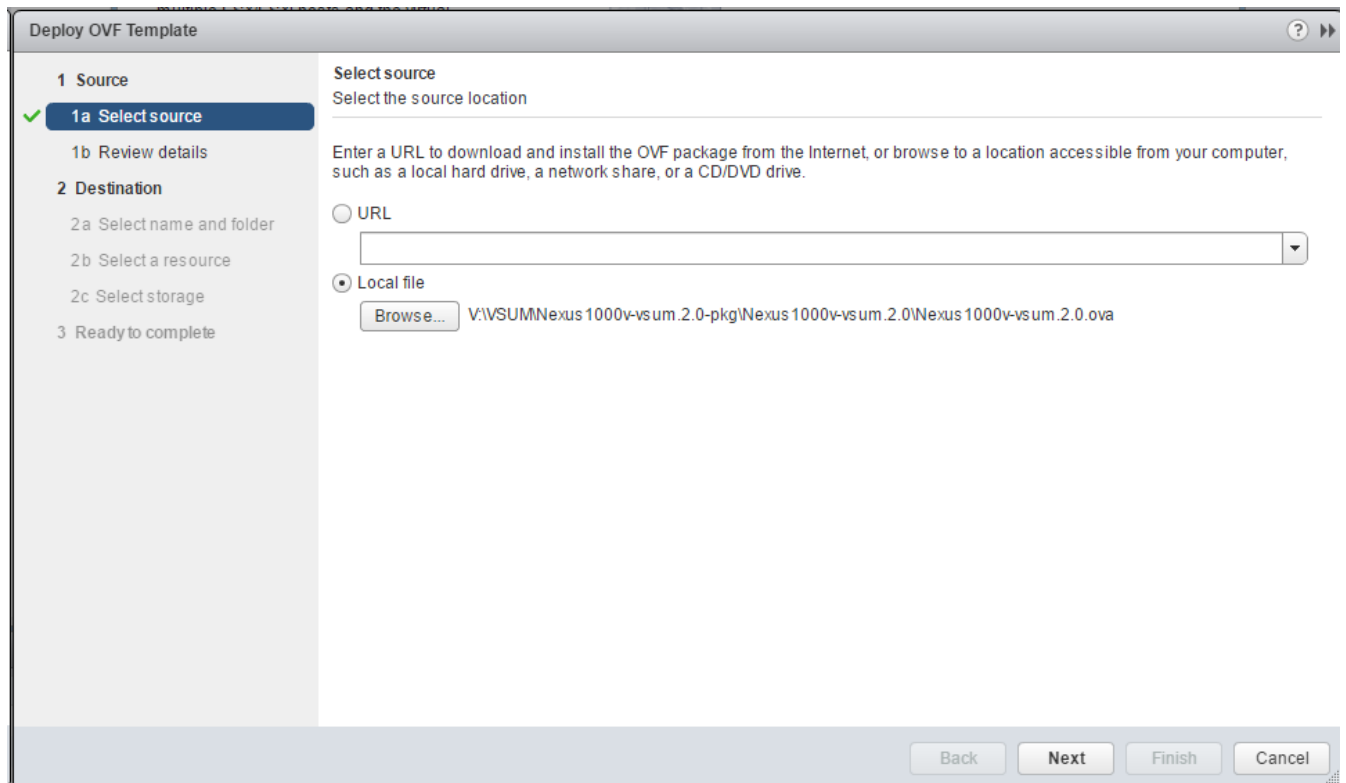 Deploy OVF Template
1 Source
1a Select source
1b Review details
2 Destination
2a Select name and folder
2b Select a resource
2c Select storage
3 Ready to complete
Select source
Select the source location
Enter a URL to download and install the OVF package from the Internet, or browse to a location accessible from your computer,
such as a local hard drive, a network share, or a CD/DVD drive.
URL
Local file
Browse... V:\VSUM\Nexus1000v-vsum.2.0-pkg\Nexus1000v-vsum.2.0\Nexus1000v-vsum.2.0.ova
Back Next Finish Cancel